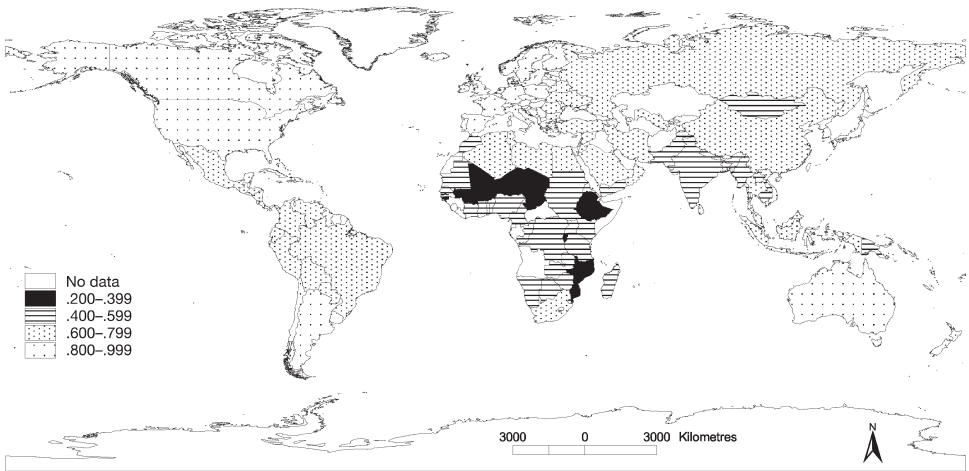 No data
.200–.399
.400–.599
.600–.799
.800–.999
3000 0 3000 Kilometres
N